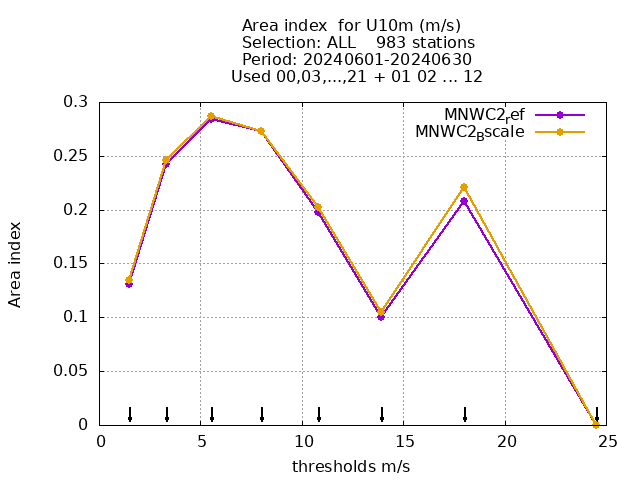 Area index  for U10m (m/s)
Selection: ALL    983 stations
Period: 20240601-20240630
Used 00,03,...,21 + 01 02 ... 12
MNWC2ref
MNWC2Bscale
0.3
0.25
0.2
0.15
0.1
0.05
0
Area index
0 5 10 15 20 25
thresholds m/s